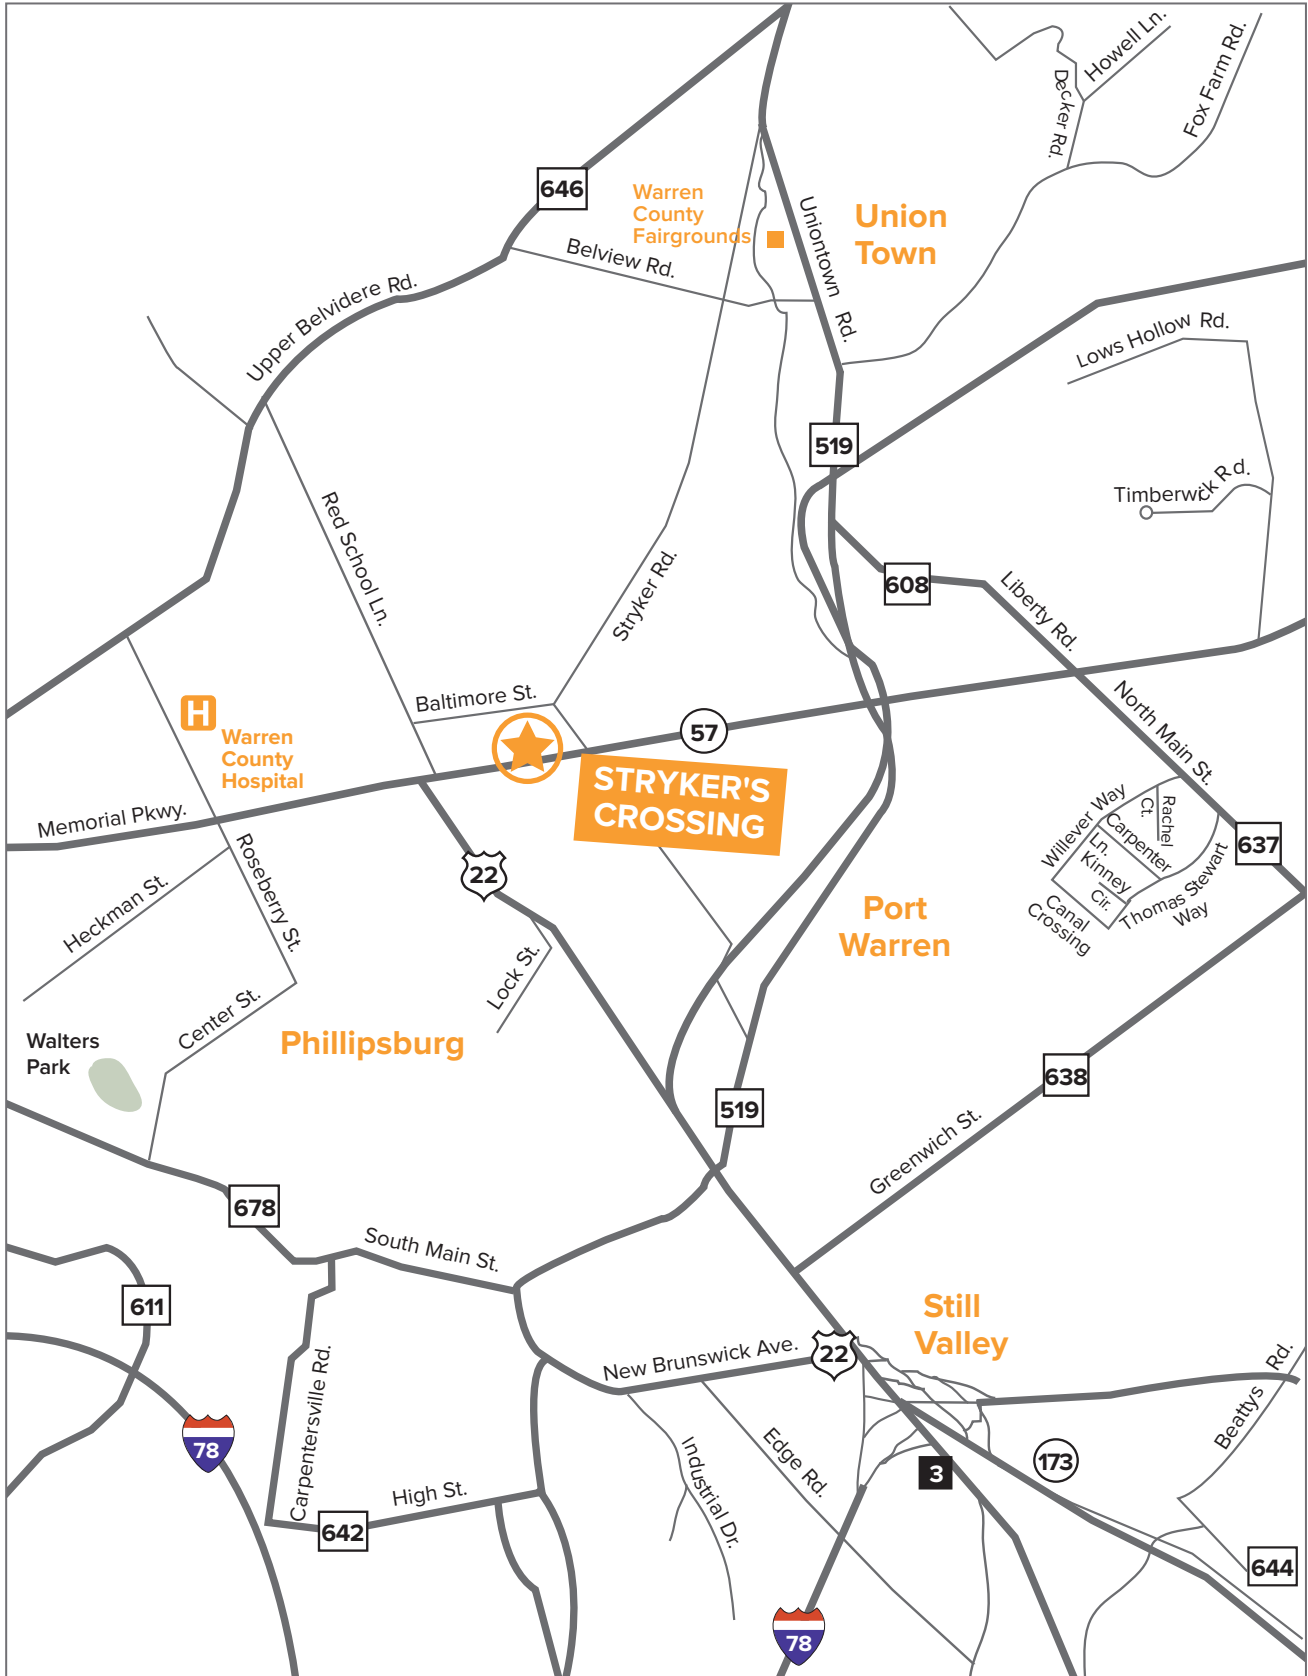 Howell Ln.
Fox Farm Rd.
Decker Rd.
646
Warren
County
Fairgrounds
Uniontown Rd.
Union
Town
Belview Rd.
Upper Belvidere Rd.
Lows Hollow Rd.
519
Timberwick Rd.
Red School Ln.
Stryker Rd.
608
Liberty Rd.
Baltimore St.
H
Warren
County
Hospital
57
North Main St.
STRYKER'S
CROSSING
Memorial Pkwy.
Willever Way
Rachel
Ct.
Carpenter
Ln.
Kinney
Cir.
Thomas Stewart
Way
Canal
Crossing
637
22
Roseberry St.
Heckman St.
Port
Warren
Lock St.
Center St.
Walters
Park
Phillipsburg
638
519
Greenwich St.
678
South Main St.
611
Still
Valley
22
New Brunswick Ave.
Carpentersville Rd.
Beattys Rd.
78
Industrial Dr.
Edge Rd.
3
173
High St.
642
644
78